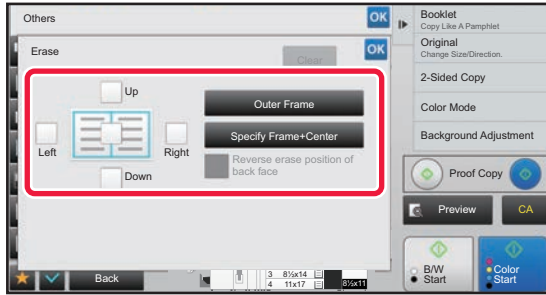 Others
OK
Erase
Clear
OK
Up
Left
Right
Down
Outer Frame
Specify Frame+Center
Reverse erase position of
back face
Booklet
Copy Like A Pamphlet
Original
Change Size/Direction.
2-Sided Copy
Color Mode
Background Adjustment
Proof Copy
Preview
CA
B/W
Start
Color
Start
Back
3 8½x14
4 11x17
8½x11